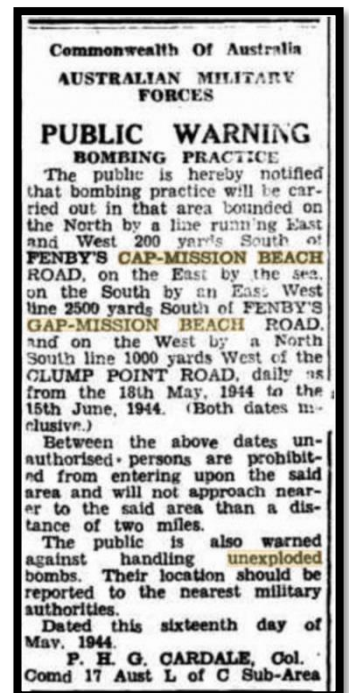 Commonwealth Of Australia
AUSTRALIAN MILITARY
FORCES
PUBLIC WARNING
BOMBING PRACTICE
The public is hereby notified
that bombing practice will be car-
ried out in that area bounded on
the North by a line running East
and West 200 yards South of
FENBY'S CAP-MISSION BEACH
ROAD, on the East by the sea,
on the South by an East West
line 2500 yards South of FENBY'S
GAP-MISSION BEACH ROAD,
and on the West by a North
South line 1000 yards West of the
CLUMP POINT ROAD, daily as
from the 18th May, 1944 to the
15th June, 1944. (Both dates in-
clusive.)
Between the above dates un-
authorised persons are prohibit-
ed from entering upon the said
area and will not approach near-
er to the said area than a dis-
tance of two miles.
The public is also warned
against handling unexploded
bombs. Their location should be
reported to the nearest military
authorities.
Dated this sixteenth day of
May, 1944.
P. H. G. CARDALE, Col.
Comd 17 Aust L of C Sub-Area